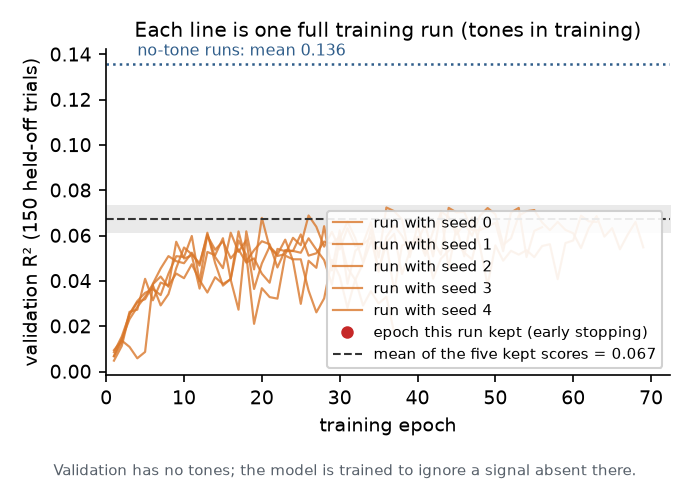 Each line is one full training run (tones in training)
no-tone runs: mean 0.136
validation R² (150 held-off trials)
0.14
0.12
0.10
0.08
0.06
0.04
0.02
0.00
run with seed 0
run with seed 1
run with seed 2
run with seed 3
run with seed 4
epoch this run kept (early stopping)
mean of the five kept scores = 0.067
0 10 20 30 40 50 60 70
training epoch
Validation has no tones; the model is trained to ignore a signal absent there.